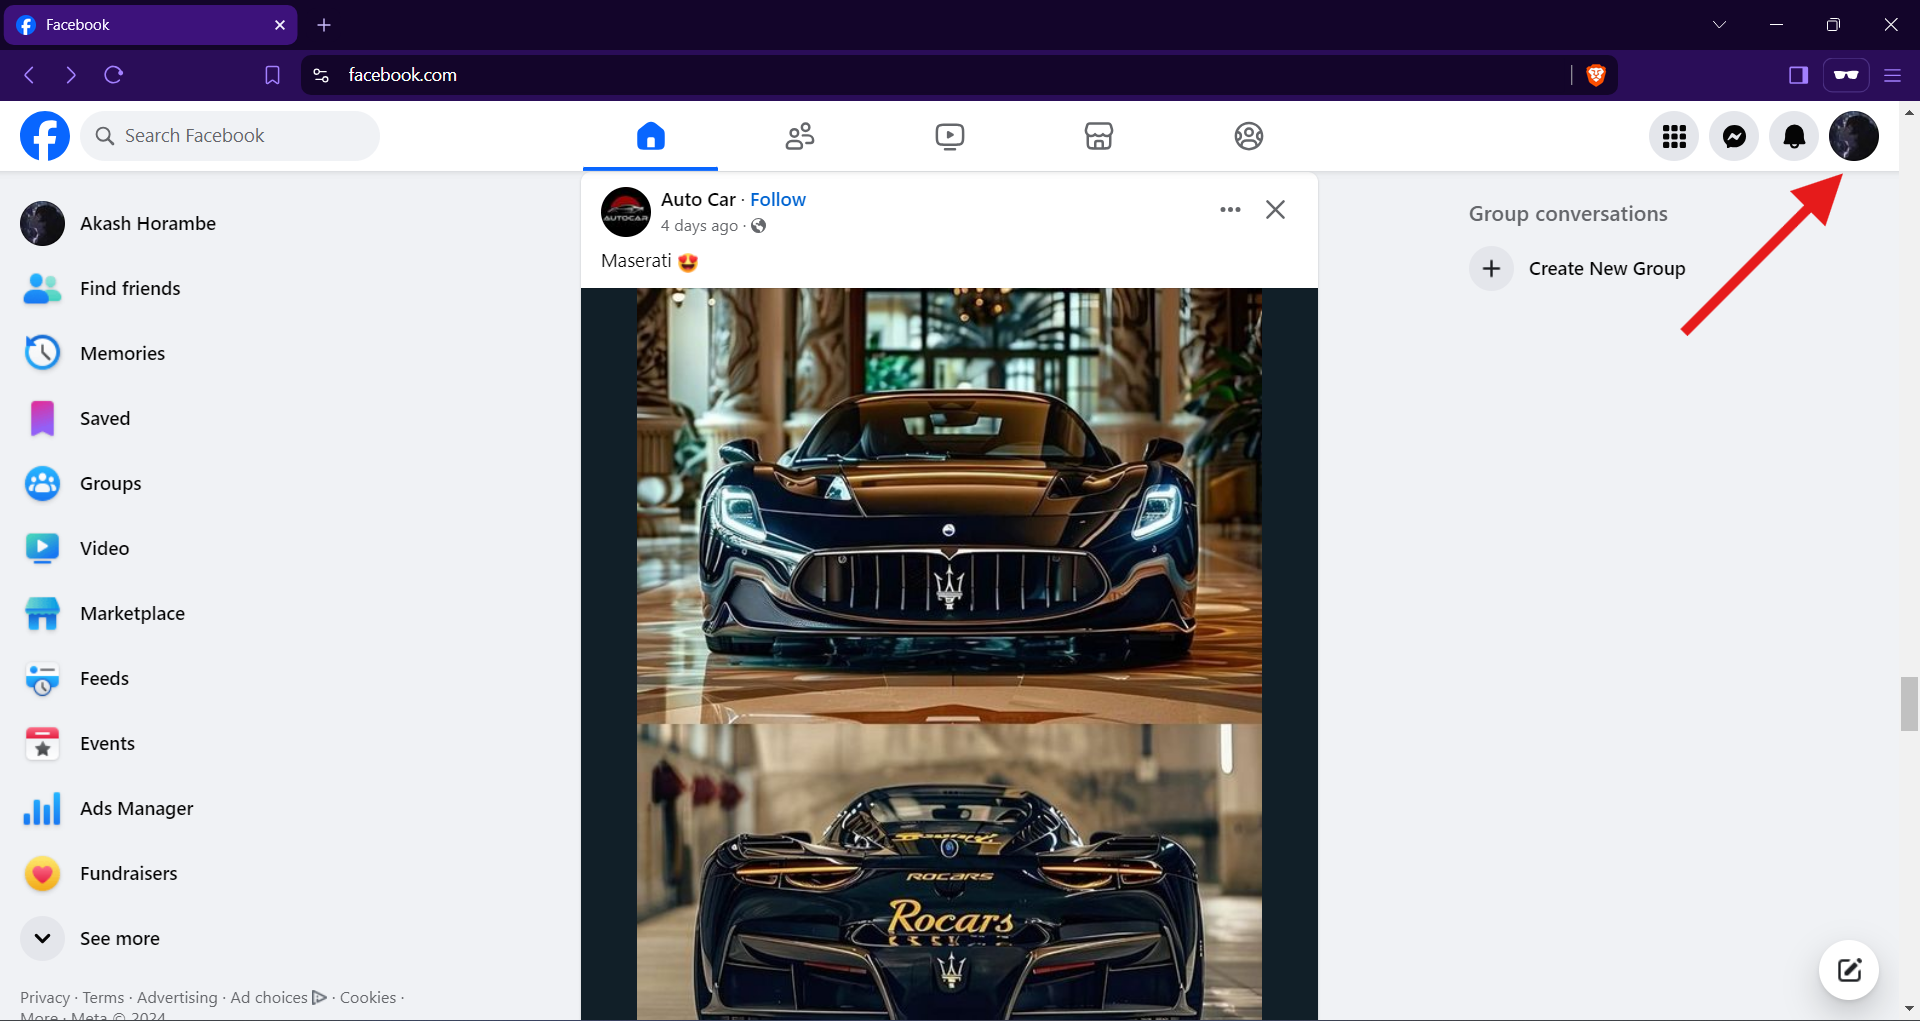 Facebook
facebook.com
Search Facebook
Akash Horambe
Find friends
Memories
Saved
Groups
Video
Marketplace
Feeds
Events
Ads Manager
Fundraisers
See more
Privacy · Terms · Advertising · Ad choices · Cookies ·
More · Meta © 2024
AUTOCAR
Auto Car · Follow
4 days ago ·
Maserati 😍
ROCARS
Rocars
Group conversations
Create New Group